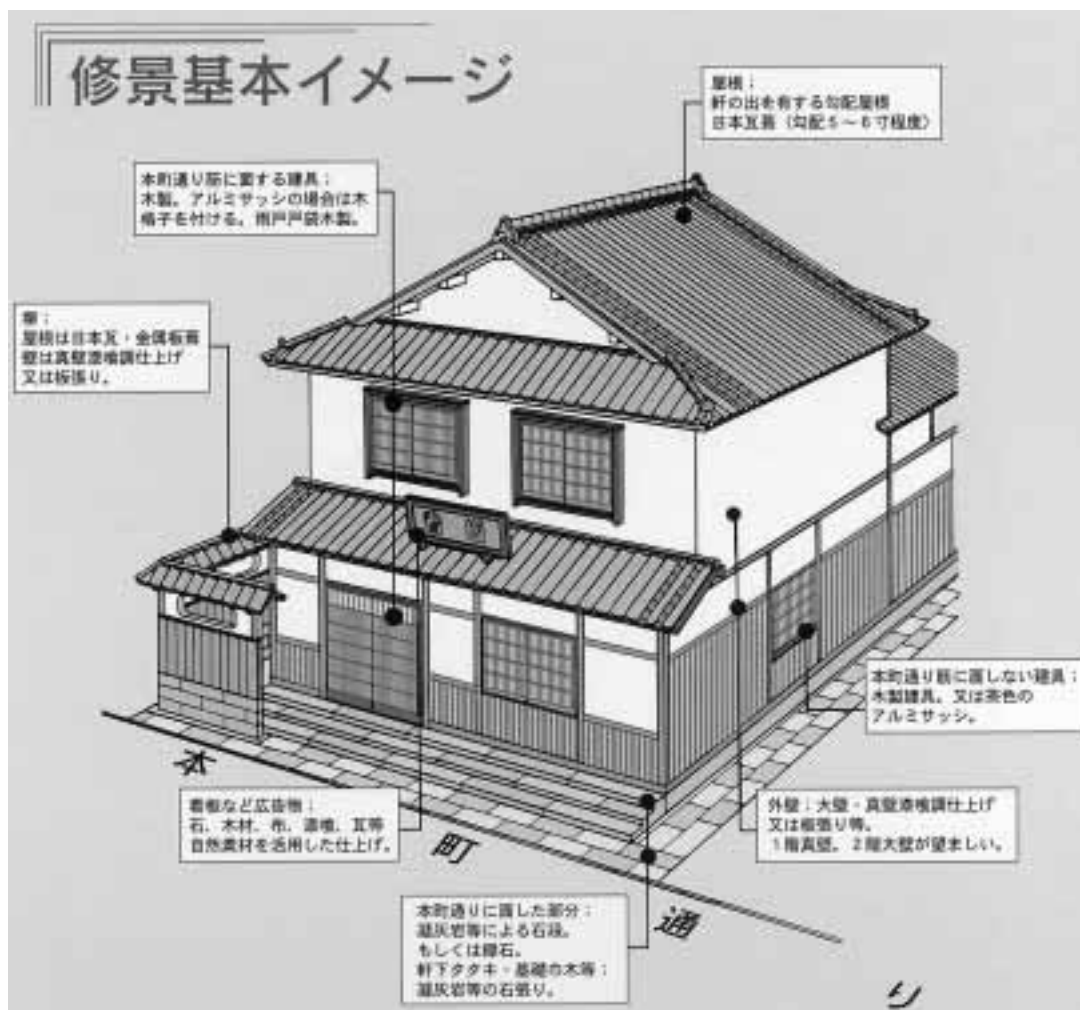 修景基本イメージ
屋根：
軒の出を有する勾配屋根
日本瓦葺（勾配5～6寸程度）
本町通り筋に面する建具：
木製。アルミサッシの場合は木
格子を付ける。雨戸戸袋木製。
塀：
屋根は日本瓦・金属板葺
壁は真壁漆喰調仕上げ
又は板張り。
本町通り筋に面しない建具：
木製建具。又は茶色の
アルミサッシ。
看板など広告物：
石、木材、布、漆喰、瓦等
自然素材を活用した仕上げ。
外壁：大壁・真壁漆喰調仕上げ
又は板張り等。
1階真壁。2階大壁が望ましい。
本町通りに面した部分：
凝灰岩等による石段。
もしくは縁石。
軒下タタキ・基礎巾木等：
凝灰岩等の石張り。
本町通り